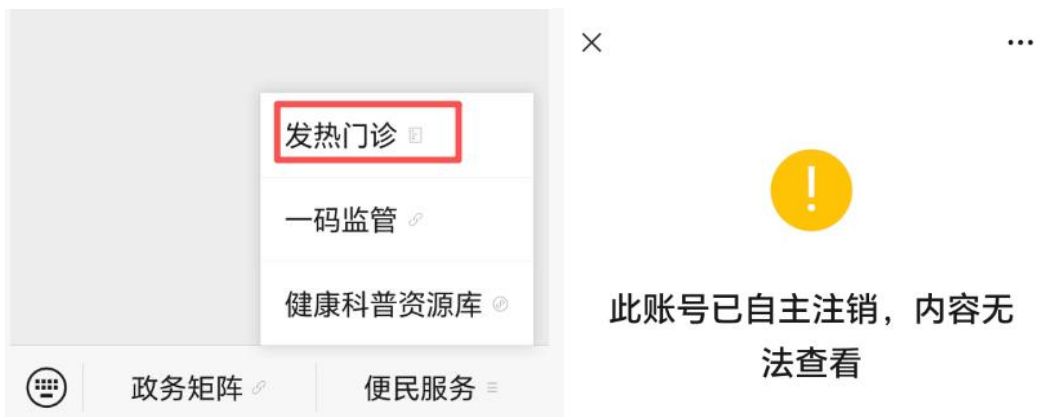 发热门诊
一码监管
健康科普资源库
政务矩阵
便民服务
此账号已自主注销，内容无
法查看